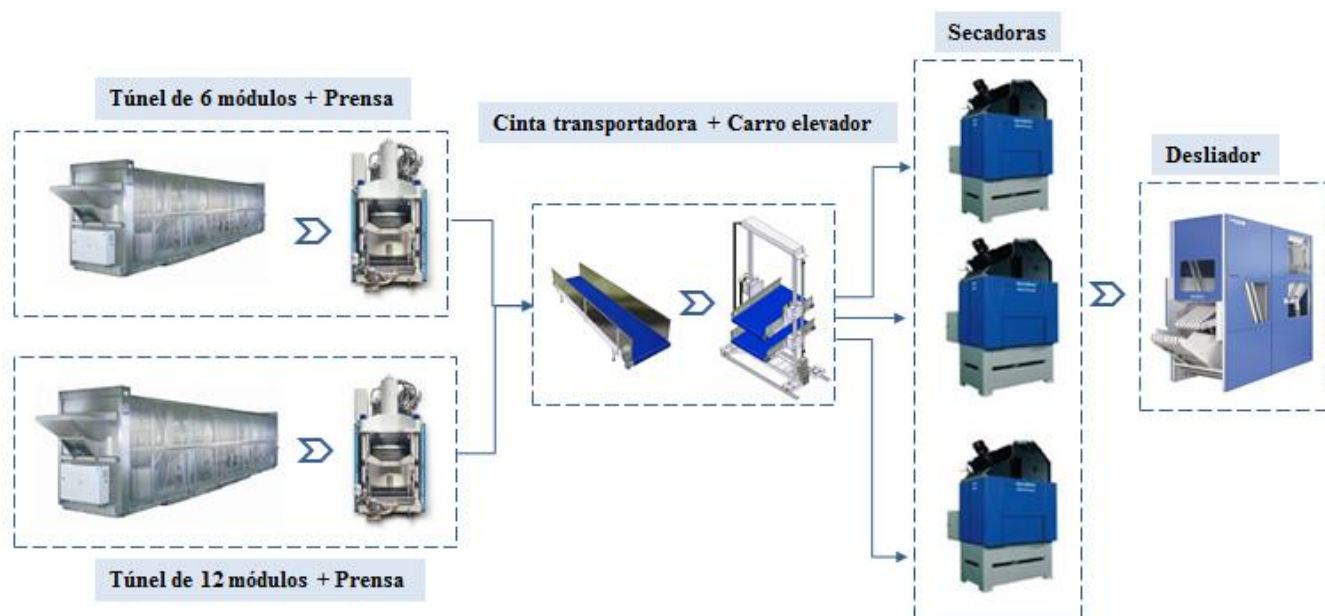 Secadoras
Túnel de 6 módulos + Prensa
Cinta transportadora + Carro elevador
Desliador
Túnel de 12 módulos + Prensa